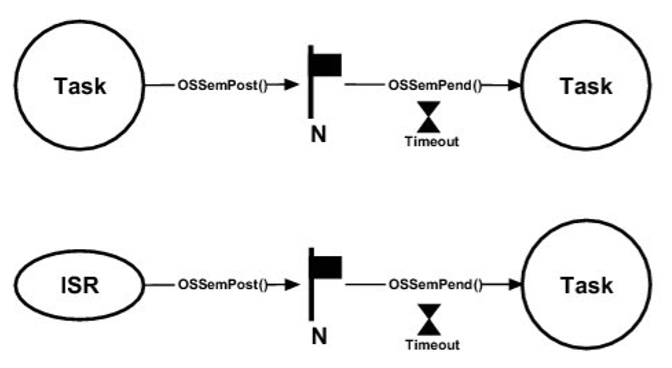 Task OSSemPost() OSSemPend() Task
N Timeout
ISR OSSemPost() OSSemPend() Task
N Timeout